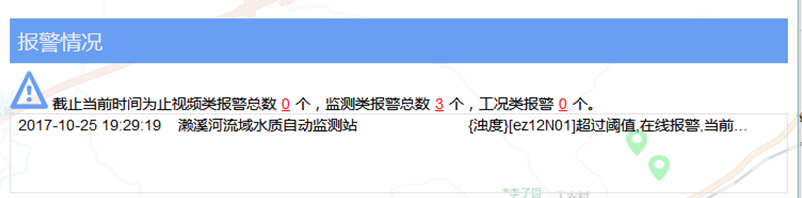 报警情况
截止当前时间为止视频类报警总数 0 个，监测类报警总数 3 个，工况类报警 0 个。
2017-10-25 19:29:19 濑溪河流域水质自动监测站 {浊度}[ez12N01]超过阈值,在线报警,当前...
李子园